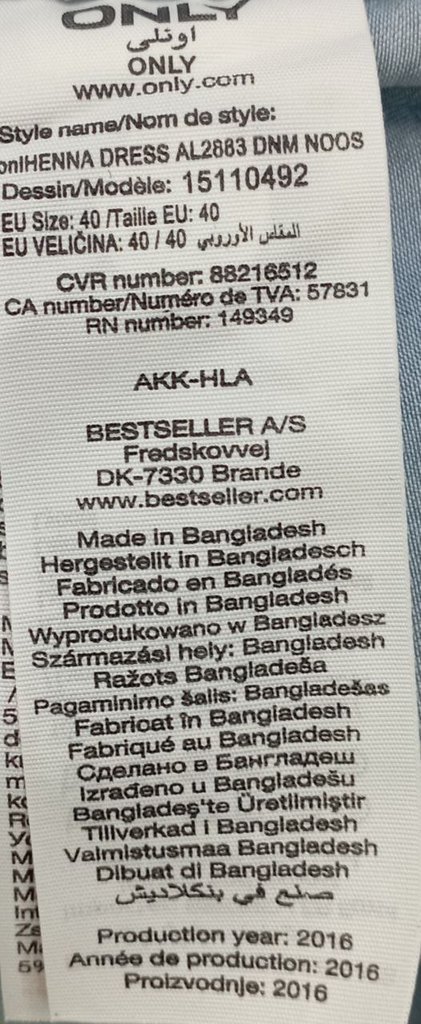 ONLY
اونلي
ONLY
www.only.com
Style name/Nom de style:
onlHENNA DRESS AL2883 DNM NOOS
Dessin/Modèle: 15110492
EU Size: 40 /Taille EU: 40
EU VELIČINA: 40 / 40 المقاس الأوروبي
CVR number: 88216512
CA number/Numéro de TVA: 57831
RN number: 149349
AKK-HLA
BESTSELLER A/S
Fredskovvej
DK-7330 Brande
www.bestseller.com
Made in Bangladesh
Hergestellt in Bangladesch
Fabricado en Bangladés
Prodotto in Bangladesh
Wyprodukowano w Bangladesz
Származási hely: Bangladesh
Ražots Bangladeša
Pagaminimo šalis: Bangladešas
Fabricat în Bangladesh
Fabriqué au Bangladesh
Сделано в Бангладеш
Izrađeno u Bangladešu
Bangladeş'te Üretilmiştir
Tillverkad i Bangladesh
Valmistusmaa Bangladesh
Dibuat di Bangladesh
صنع في بنكلاديش
Production year: 2016
Année de production: 2016
Proizvodnje: 2016